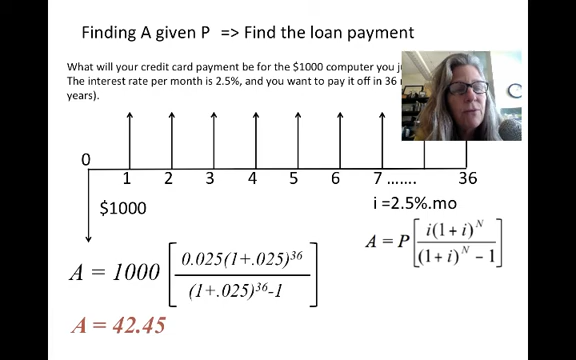 Finding A given P => Find the loan payment
What will your credit card payment be for the $1000 computer you
The interest rate per month is 2.5%, and you want to pay it off in 36
years).
0
1 2 3 4 5 6 7 ....... 36
$1000
i =2.5%.mo
A = P[i(1+i)^N / (1+i)^N − 1]
A = 1000 [0.025(1+.025)^36 / (1+.025)^36-1]
A = 42.45